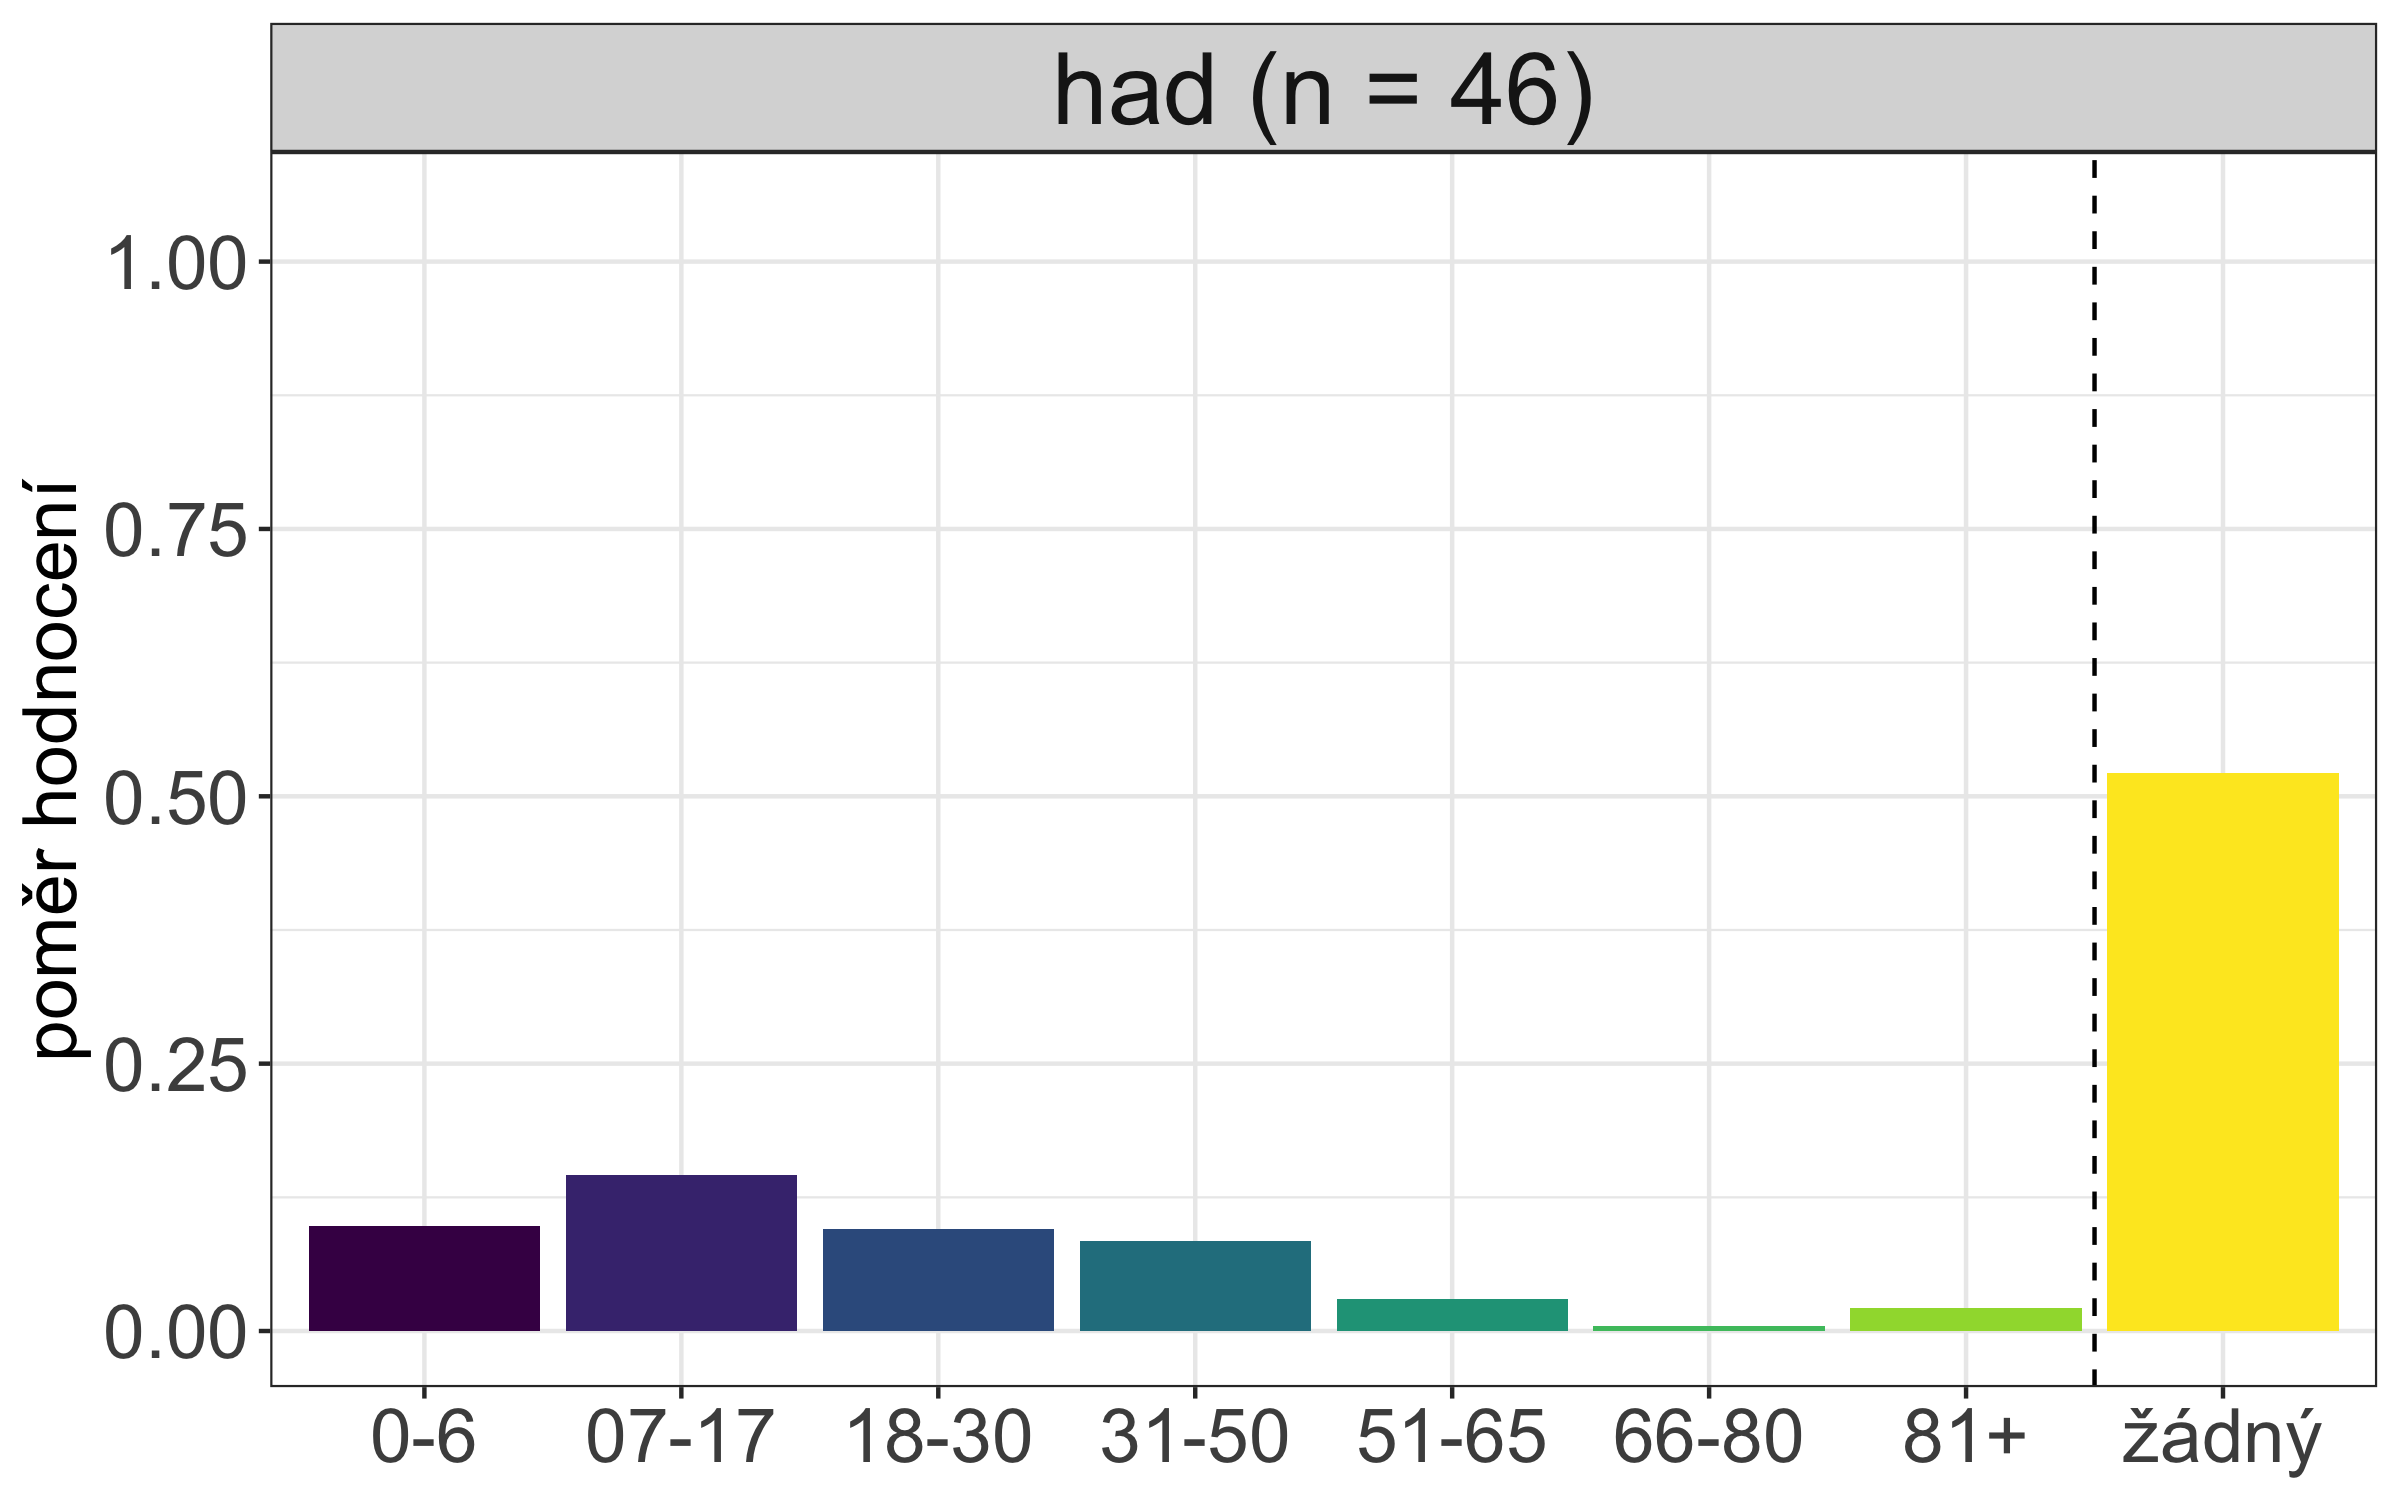 had (n = 46)
poměr hodnocení
1.00
0.75
0.50
0.25
0.00
0-6 07-17 18-30 31-50 51-65 66-80 81+ žádný